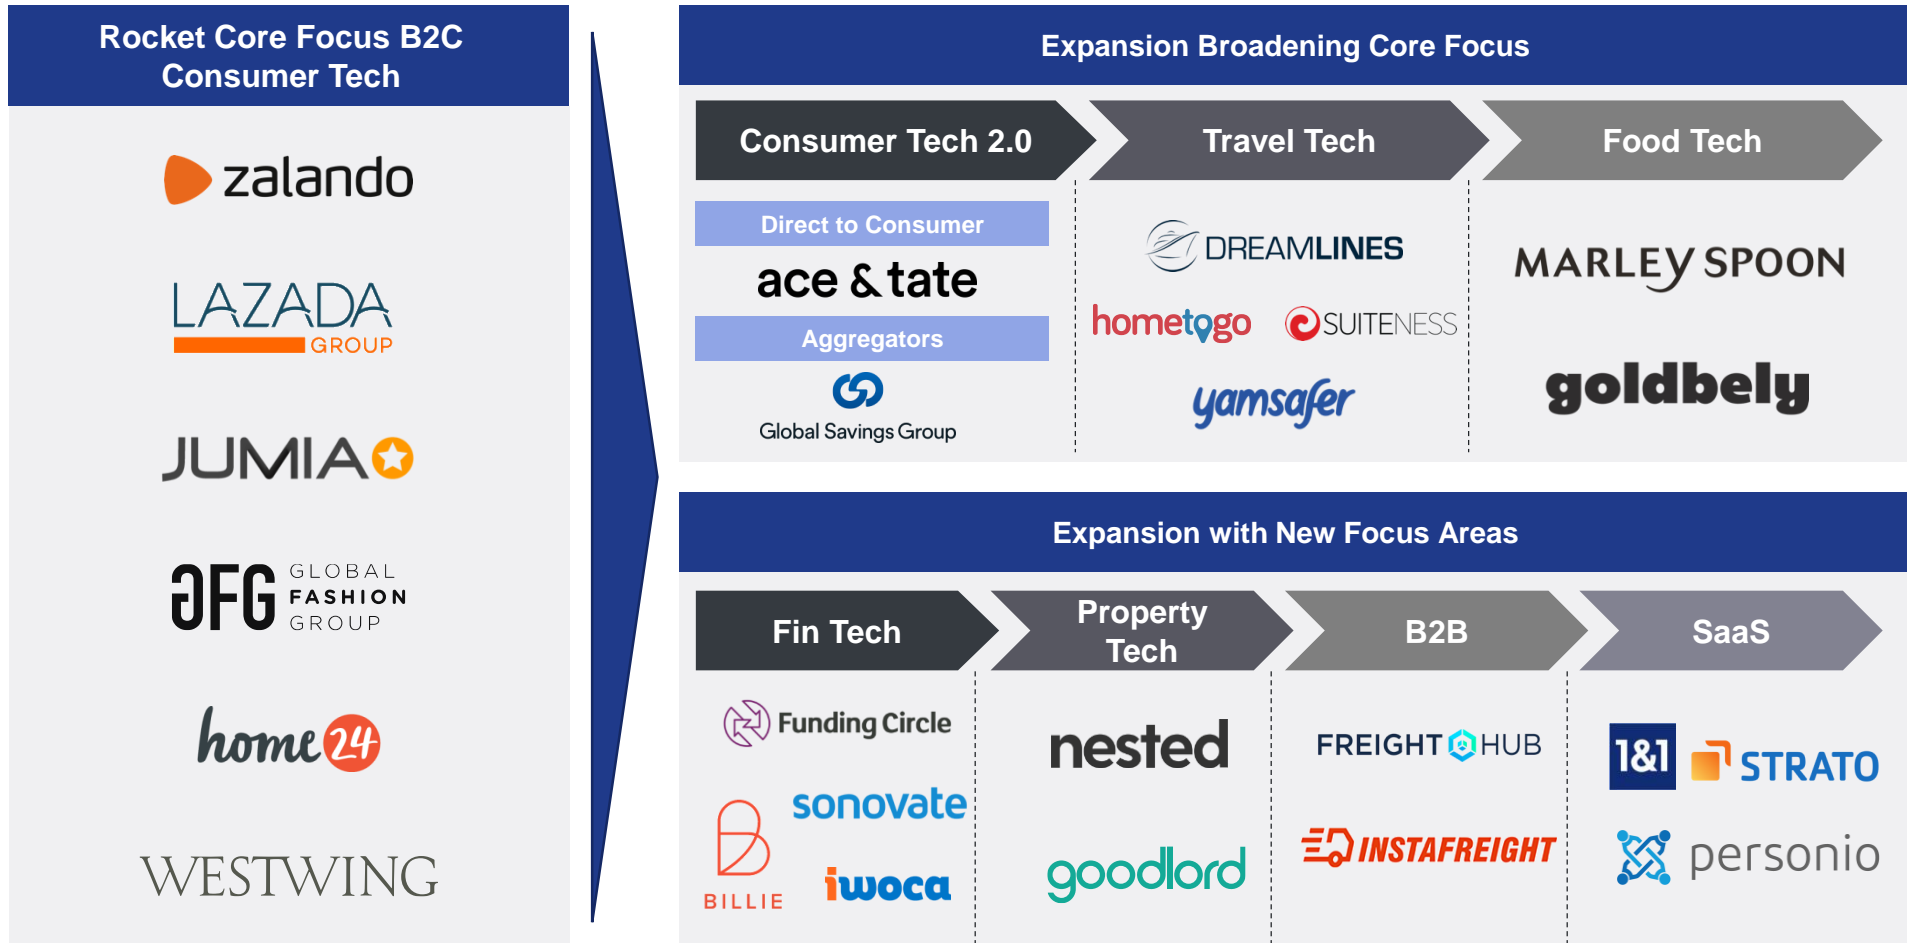 Rocket Core Focus B2C
Consumer Tech
zalando
LAZADA
GROUP
JUMIA
GFG GLOBAL
FASHION
GROUP
home24
WESTWING
Expansion Broadening Core Focus
Consumer Tech 2.0
Direct to Consumer
ace & tate
Aggregators
Global Savings Group
Travel Tech
DREAMLINES
hometogo
SUITENESS
yamsafer
Food Tech
MARLEY SPOON
goldbely
Expansion with New Focus Areas
Fin Tech
Funding Circle
sonovate
BILLIE
iwoca
Property
Tech
nested
goodlord
B2B
FREIGHT HUB
INSTAFREIGHT
SaaS
1&1
STRATO
personio